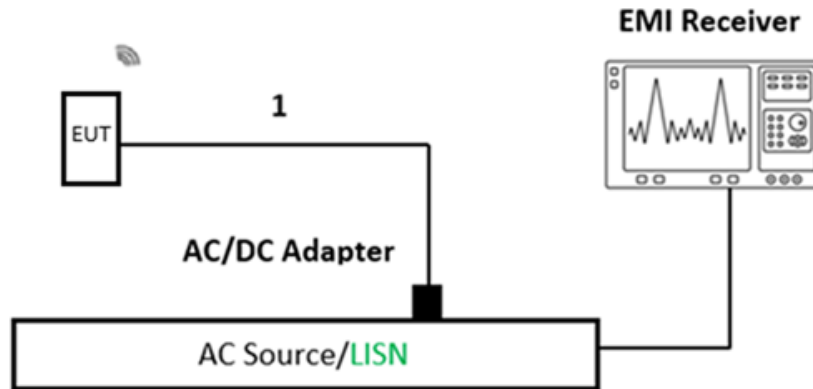 EMI Receiver
1
EUT
AC/DC Adapter
AC Source/LISN